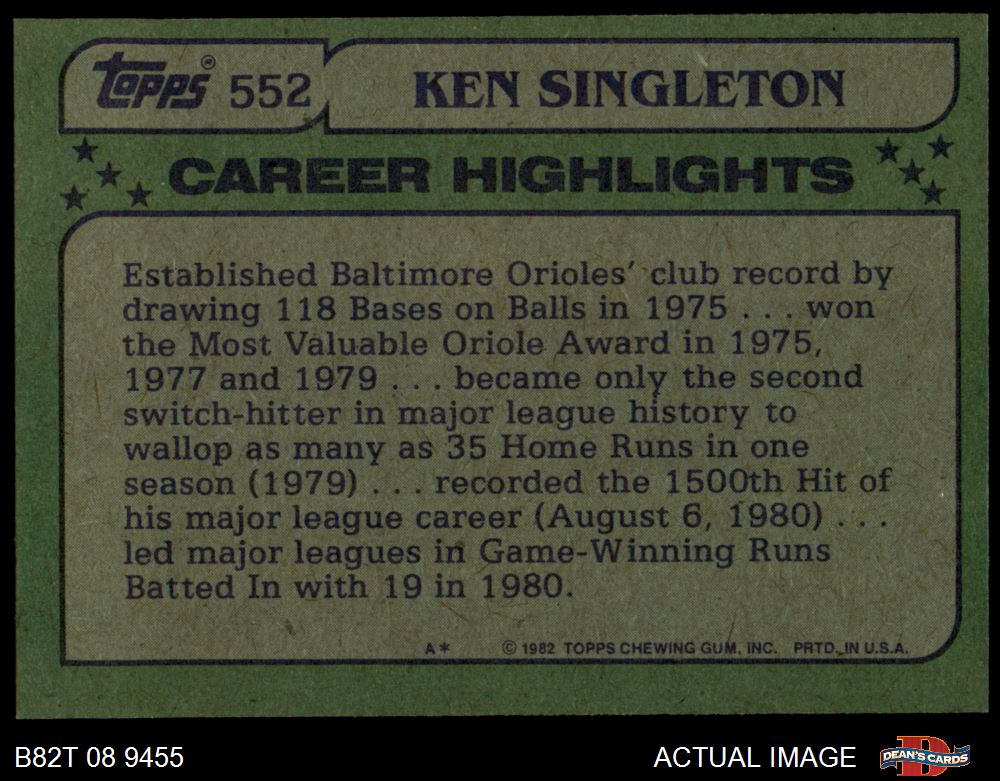 TOPPS® 552 KEN SINGLETON
CAREER HIGHLIGHTS
Established Baltimore Orioles' club record by
drawing 118 Bases on Balls in 1975 . . . won
the Most Valuable Oriole Award in 1975,
1977 and 1979 . . . became only the second
switch-hitter in major league history to
wallop as many as 35 Home Runs in one
season (1979) . . . recorded the 1500th Hit of
his major league career (August 6, 1980) . . .
led major leagues in Game-Winning Runs
Batted In with 19 in 1980.
A* © 1982 TOPPS CHEWING GUM, INC. PRTD. IN U.S.A.
B82T 08 9455 ACTUAL IMAGE D DEAN'S CARDS